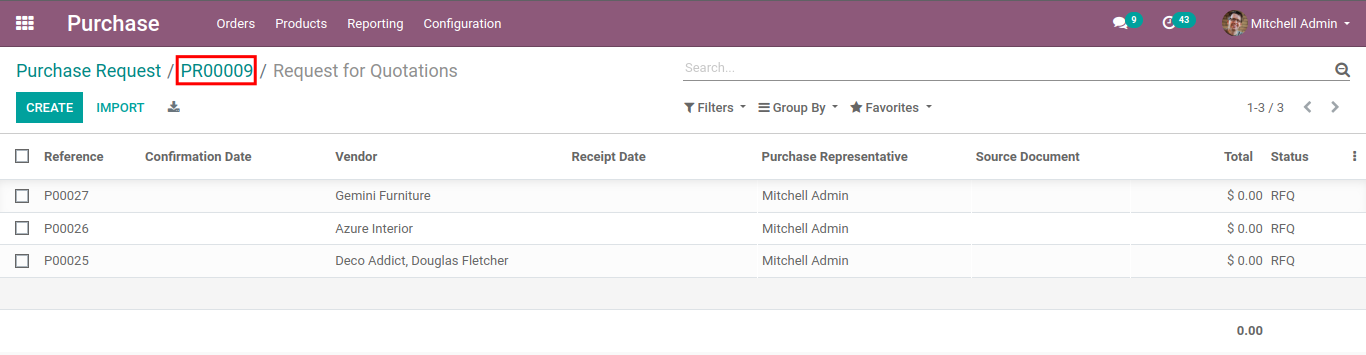 Purchase Orders Products Reporting Configuration 9 43 Mitchell Admin
Purchase Request / PR00009 / Request for Quotations Search...
CREATE IMPORT Filters Group By Favorites 1-3 / 3
Reference Confirmation Date Vendor Receipt Date Purchase Representative Source Document Total Status
P00027 Gemini Furniture Mitchell Admin $ 0.00 RFQ
P00026 Azure Interior Mitchell Admin $ 0.00 RFQ
P00025 Deco Addict, Douglas Fletcher Mitchell Admin $ 0.00 RFQ
0.00